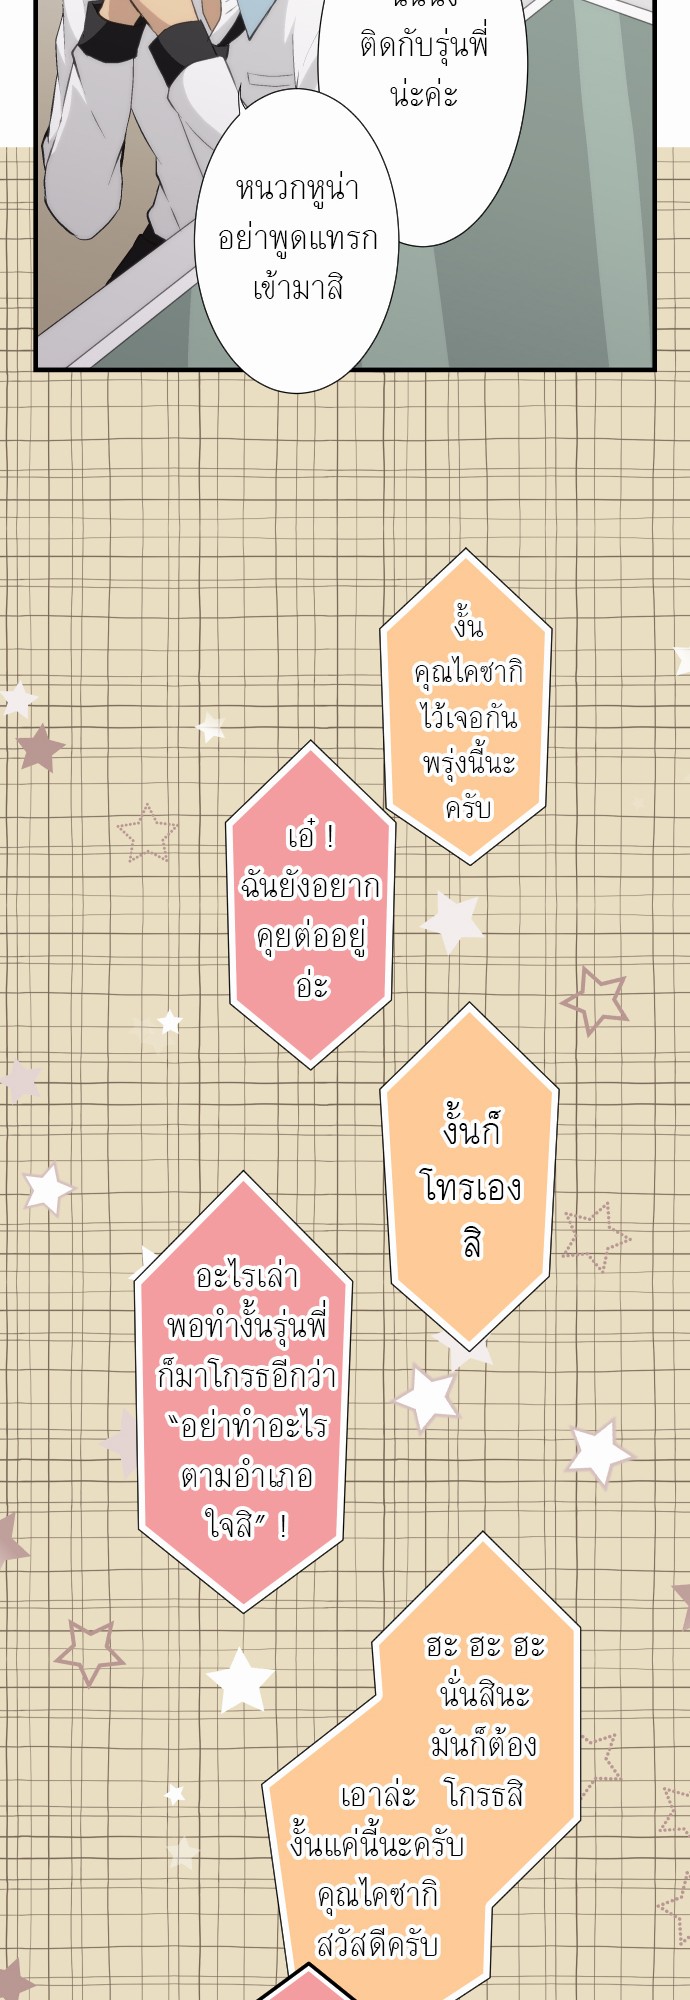 ติดกับรุ่นพี่
น่ะค่ะ
หนวกหูน่า
อย่าพูดแทรก
เข้ามาสิ
งั้น
คุณไคซากิ
ไว้เจอกัน
พรุ่งนี้นะ
ครับ
เอ๋ !
ฉันยังอยาก
คุยต่ออยู่
อ่ะ
งั้นก็
โทรเอง
สิ
อะไรเล่า
พอทำงั้นรุ่นพี่
ก็มาโกรธอีกว่า
“อย่าทำอะไร
ตามอำเภอ
ใจสิ” !
ฮะ ฮะ ฮะ
นั่นสินะ
มันก็ต้อง
โกรธสิ
เอาล่ะ
งั้นแค่นี้นะครับ
คุณไคซากิ
สวัสดีครับ